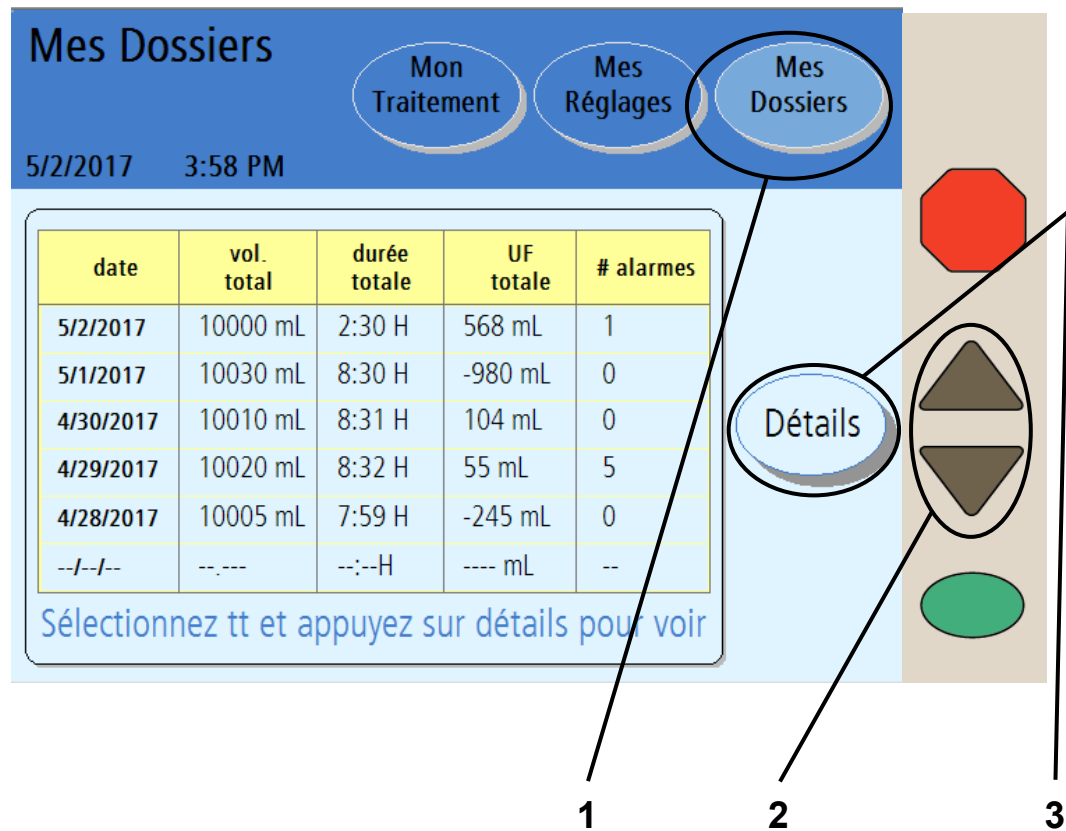 Mes Dossiers
Mon
Traitement
Mes
Réglages
Mes
Dossiers
5/2/2017 3:58 PM
date vol. total durée totale UF totale # alarmes
5/2/2017 10000 mL 2:30 H 568 mL 1
5/1/2017 10030 mL 8:30 H -980 mL 0
4/30/2017 10010 mL 8:31 H 104 mL 0
4/29/2017 10020 mL 8:32 H 55 mL 5
4/28/2017 10005 mL 7:59 H -245 mL 0
--/--/-- --.--- --:--H ---- mL --
Sélectionnez tt et appuyez sur détails pour voir
Détails
1 2 3